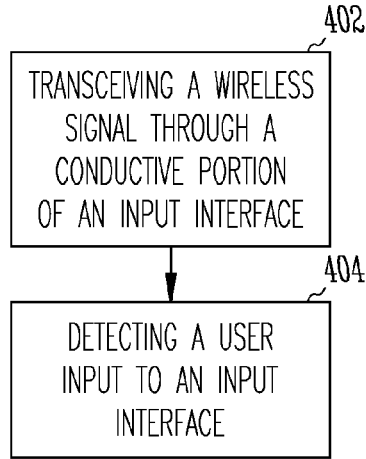 402
TRANSCEIVING A WIRELESS
SIGNAL THROUGH A
CONDUCTIVE PORTION
OF AN INPUT INTERFACE
404
DETECTING A USER
INPUT TO AN INPUT
INTERFACE